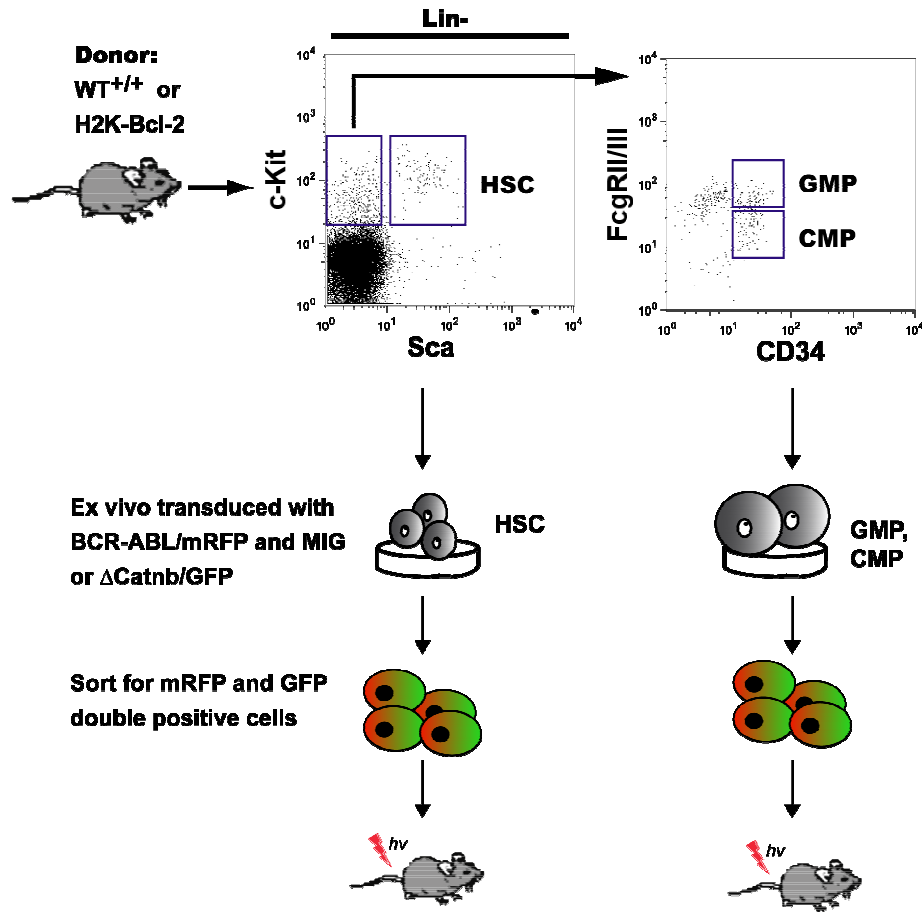 Lin-
Donor:
WT+/+ or
H2K-Bcl-2
c-Kit
10⁴
10³
10²
10¹
10⁰
HSC
10⁰ 10¹ 10² 10³ 10⁴
Sca
FcgRII/III
10⁴
10³
10²
10¹
10⁰
GMP
CMP
10⁰ 10¹ 10² 10³ 10⁴
CD34
Ex vivo transduced with
BCR-ABL/mRFP and MIG
or ΔCatnb/GFP
HSC
GMP,
CMP
Sort for mRFP and GFP
double positive cells
hv
hv